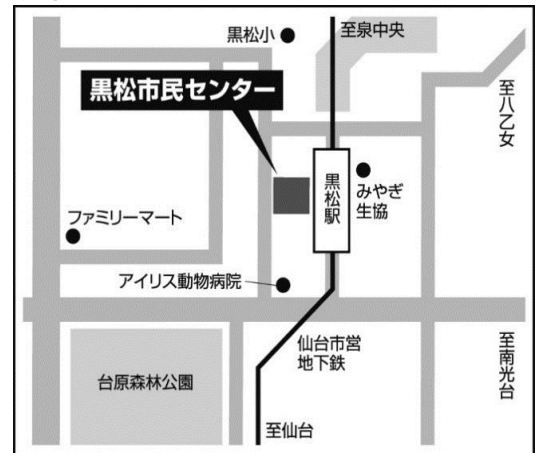 黒松小
至泉中央
黒松市民センター
至八乙女
黒松駅
みやぎ
生協
ファミリーマート
アイリス動物病院
仙台市営
地下鉄
至南光台
台原森林公園
至仙台